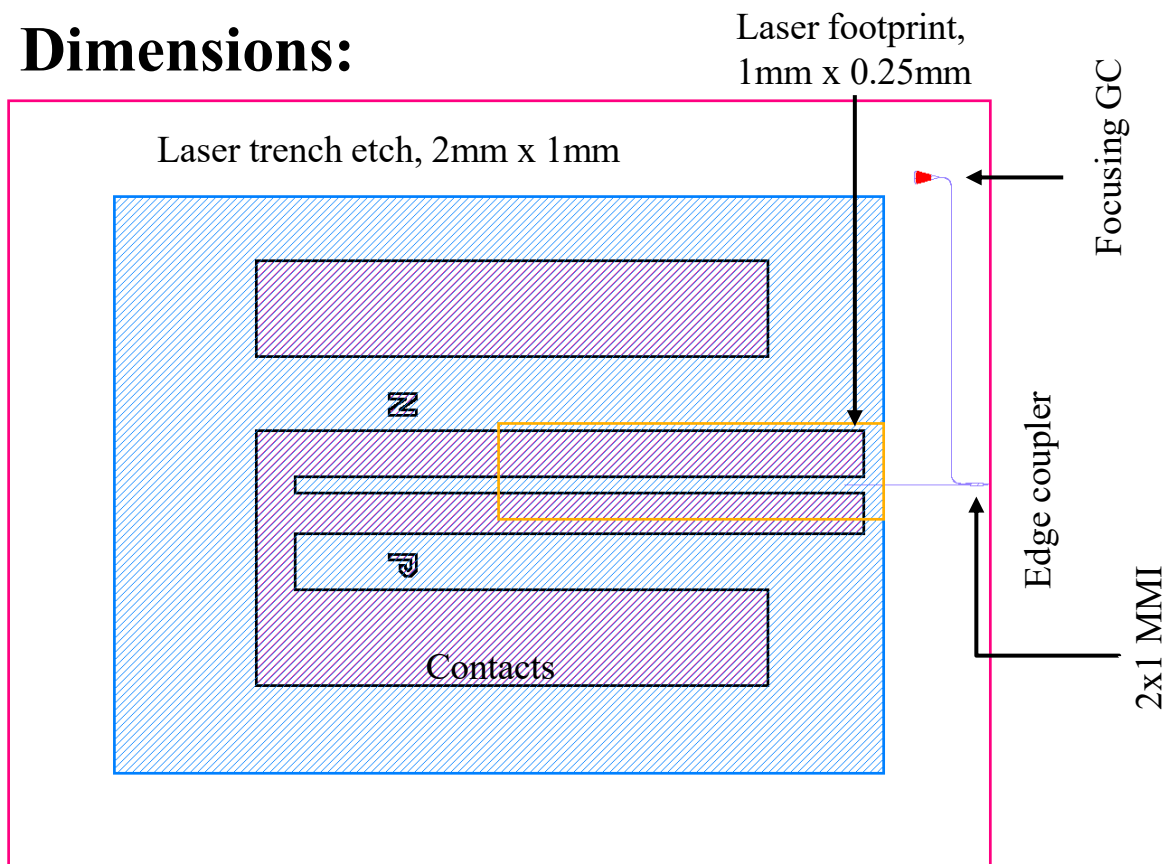 Dimensions:
Laser footprint,
1mm x 0.25mm
Laser trench etch, 2mm x 1mm
Focusing GC
N
Edge coupler
P
2x1 MMI
Contacts